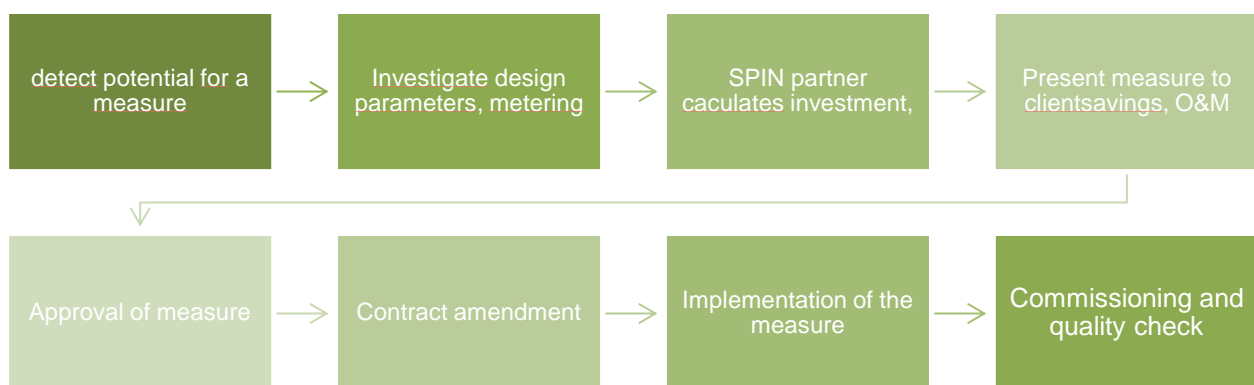 detect potential for a
measure
Investigate design
parameters, metering
SPIN partner
caculates investment,
Present measure to
clientsavings, O&M
Approval of measure
Contract amendment
Implementation of the
measure
Commissioning and
quality check